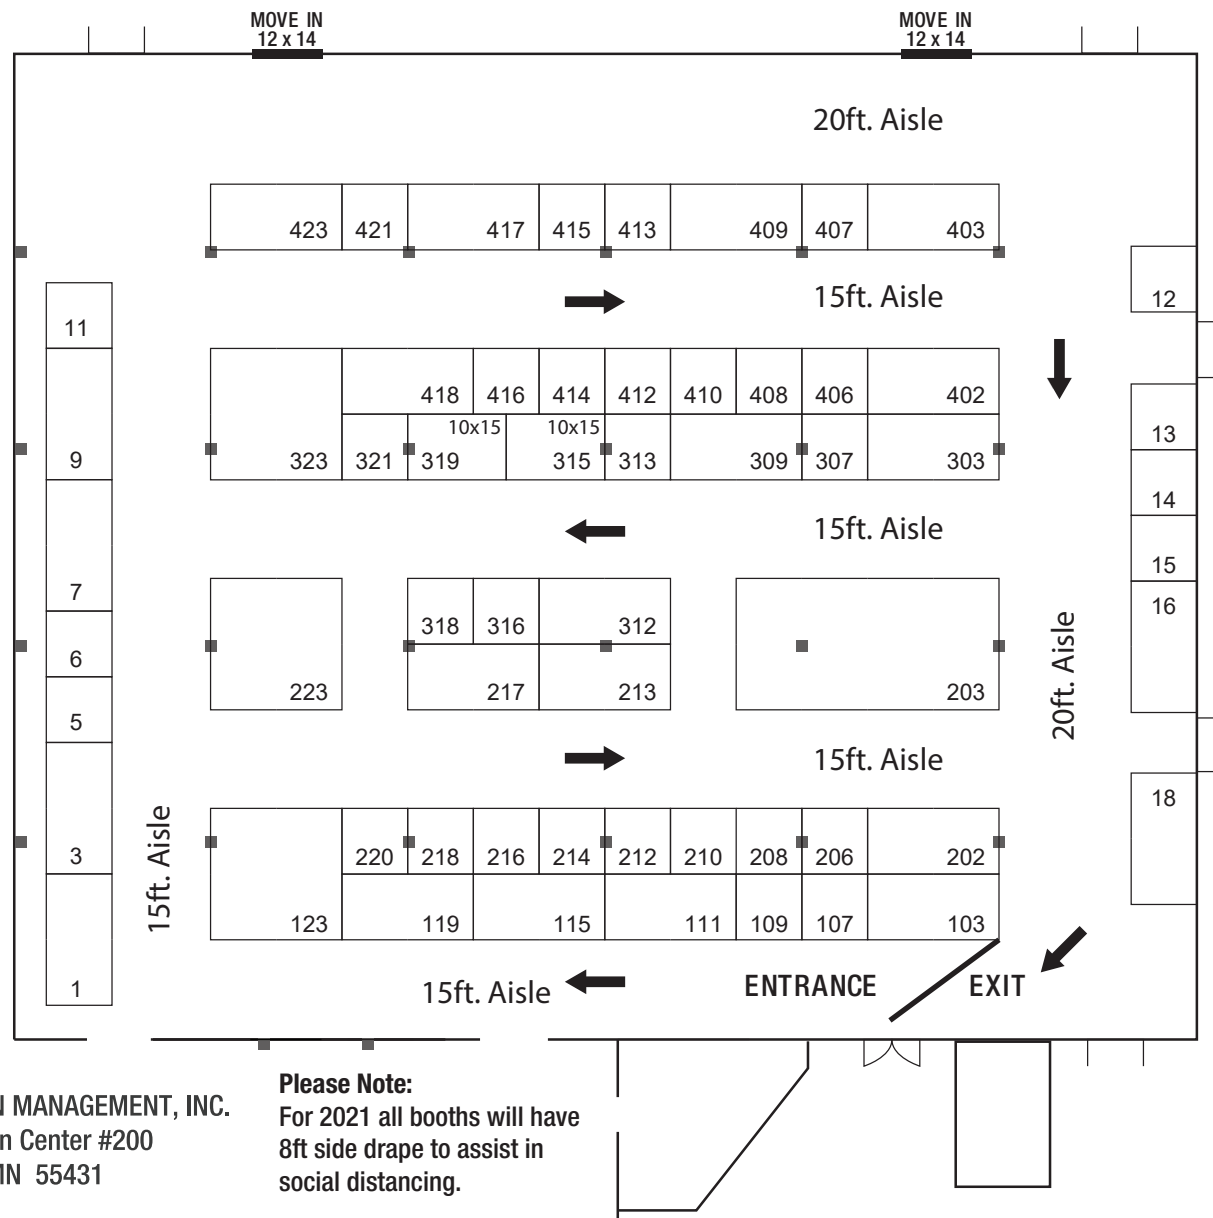 MOVE IN
12 x 14
MOVE IN
12 x 14
20ft. Aisle
423 421 417 415 413 409 407 403
15ft. Aisle
12
11
418 416 414 412 410 408 406 402
10x15 10x15
13
9
323 321 319 315 313 309 307 303
14
15ft. Aisle
15
7
16
318 316 312
6
20ft. Aisle
223 217 213 203
5
15ft. Aisle
18
3
15ft. Aisle
220 218 216 214 212 210 208 206 202
123 119 115 111 109 107 103
1
15ft. Aisle
ENTRANCE
EXIT
N MANAGEMENT, INC.
n Center #200
MN 55431
Please Note:
For 2021 all booths will have
8ft side drape to assist in
social distancing.